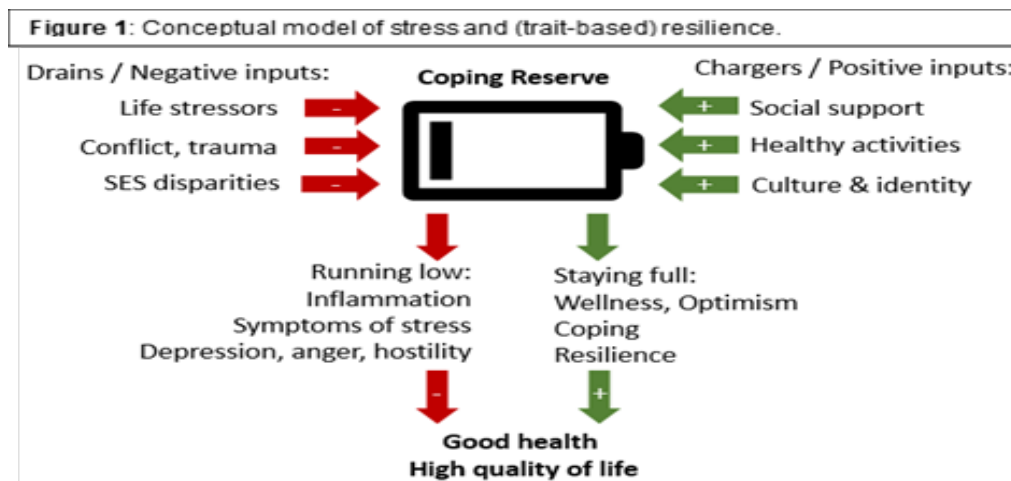 Figure 1: Conceptual model of stress and (trait-based) resilience.
Drains / Negative inputs:
Life stressors
Conflict, trauma
SES disparities
-
-
-
Coping Reserve
Chargers / Positive inputs:
+
Social support
+
Healthy activities
+
Culture & identity
Running low:
Inflammation
Symptoms of stress
Depression, anger, hostility
-
Staying full:
Wellness, Optimism
Coping
Resilience
+
Good health
High quality of life